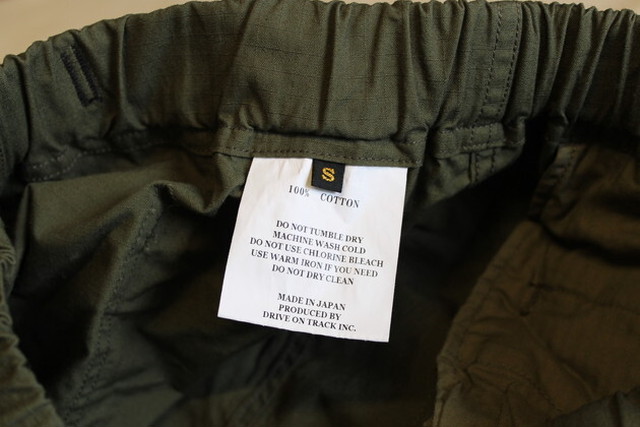 S
100% COTTON
DO NOT TUMBLE DRY
MACHINE WASH COLD
DO NOT USE CHLORINE BLEACH
USE WARM IRON IF YOU NEED
DO NOT DRY CLEAN
MADE IN JAPAN
PRODUCED BY
DRIVE ON TRACK INC.